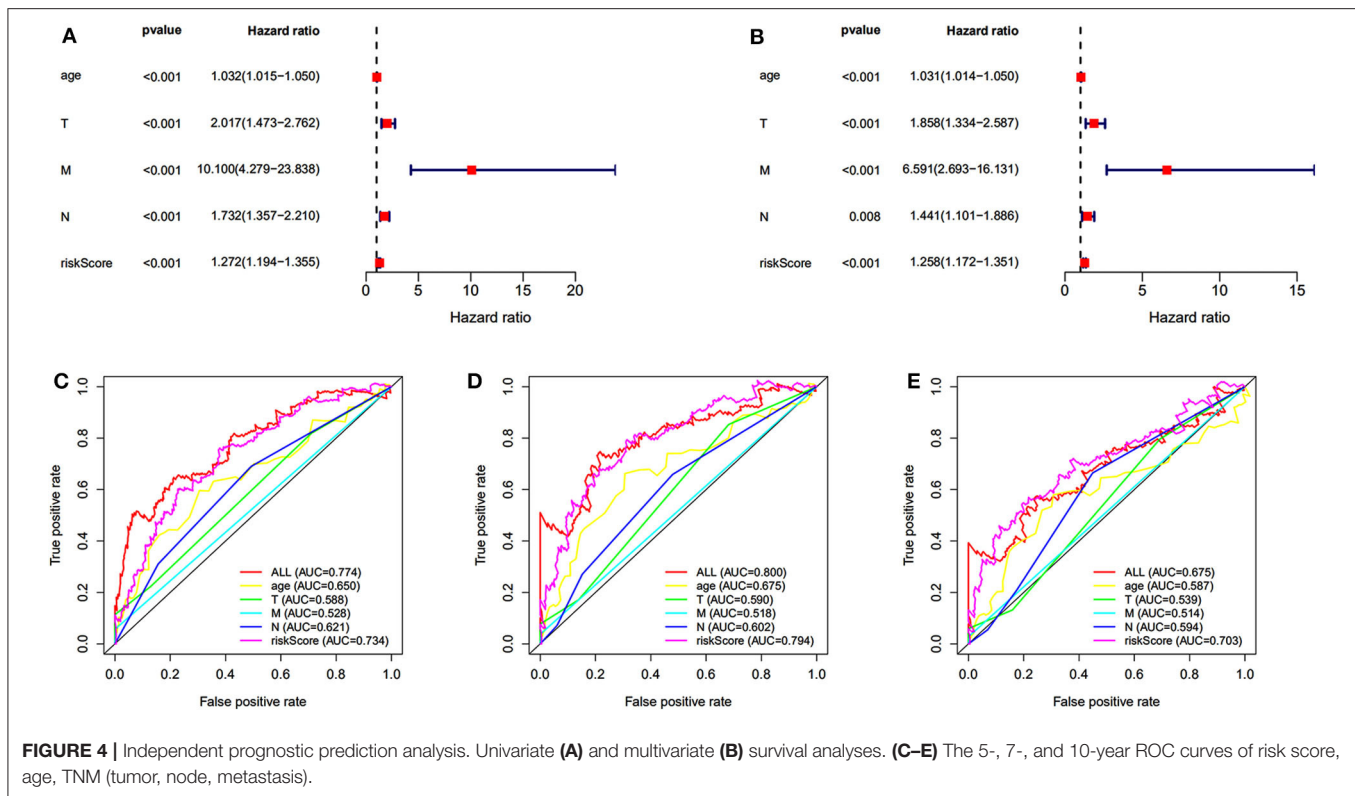 A pvalue Hazard ratio
age <0.001 1.032(1.015−1.050)
T <0.001 2.017(1.473−2.762)
M <0.001 10.100(4.279−23.838)
N <0.001 1.732(1.357−2.210)
riskScore <0.001 1.272(1.194−1.355)
0 5 10 15 20
Hazard ratio
B pvalue Hazard ratio
age <0.001 1.031(1.014−1.050)
T <0.001 1.858(1.334−2.587)
M <0.001 6.591(2.693−16.131)
N 0.008 1.441(1.101−1.886)
riskScore <0.001 1.258(1.172−1.351)
0 5 10 15
Hazard ratio
C
True positive rate
1.0
0.8
0.6
0.4
0.2
0.0
ALL (AUC=0.774)
age (AUC=0.650)
T (AUC=0.588)
M (AUC=0.528)
N (AUC=0.621)
riskScore (AUC=0.734)
0.0 0.2 0.4 0.6 0.8 1.0
False positive rate
D
True positive rate
1.0
0.8
0.6
0.4
0.2
0.0
ALL (AUC=0.800)
age (AUC=0.675)
T (AUC=0.590)
M (AUC=0.518)
N (AUC=0.602)
riskScore (AUC=0.794)
0.0 0.2 0.4 0.6 0.8 1.0
False positive rate
E
True positive rate
1.0
0.8
0.6
0.4
0.2
0.0
ALL (AUC=0.675)
age (AUC=0.587)
T (AUC=0.539)
M (AUC=0.514)
N (AUC=0.594)
riskScore (AUC=0.703)
0.0 0.2 0.4 0.6 0.8 1.0
False positive rate
FIGURE 4 | Independent prognostic prediction analysis. Univariate (A) and multivariate (B) survival analyses. (C–E) The 5-, 7-, and 10-year ROC curves of risk score,
age, TNM (tumor, node, metastasis).